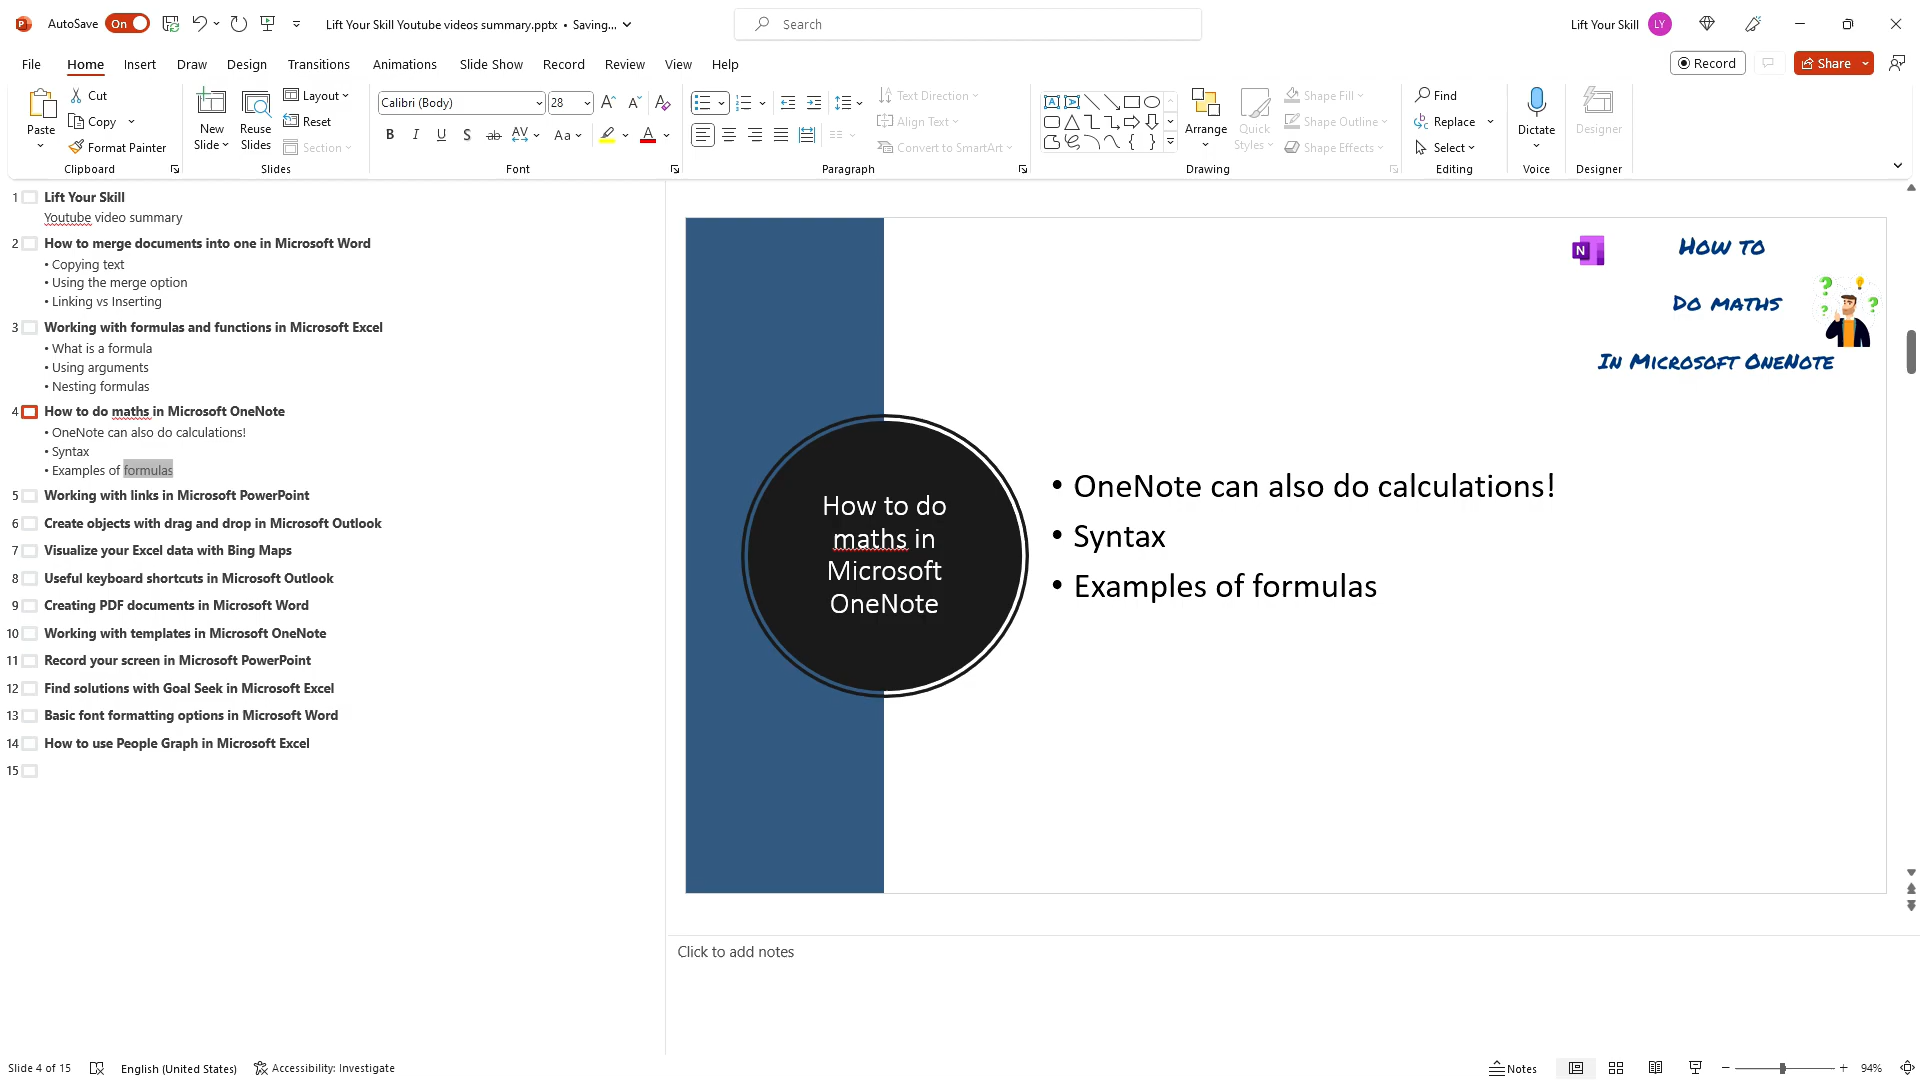 AutoSave On Lift Your Skill Youtube videos summary.pptx • Saving... Search Lift Your Skill LY
File Home Insert Draw Design Transitions Animations Slide Show Record Review View Help Record Share
Paste Cut Copy Format Painter Clipboard
New Slide Reuse Slides Layout Reset Section Slides
Calibri (Body) 28 Font
B I U S ab AV Aa A
Paragraph
Text Direction
Align Text
Convert to SmartArt
Arrange Quick Styles Shape Fill Shape Outline Shape Effects Drawing
Find Replace Select Editing
Dictate Voice
Designer Designer
1 Lift Your Skill
Youtube video summary
2 How to merge documents into one in Microsoft Word
• Copying text
• Using the merge option
• Linking vs Inserting
3 Working with formulas and functions in Microsoft Excel
• What is a formula
• Using arguments
• Nesting formulas
4 How to do maths in Microsoft OneNote
• OneNote can also do calculations!
• Syntax
• Examples of formulas
5 Working with links in Microsoft PowerPoint
6 Create objects with drag and drop in Microsoft Outlook
7 Visualize your Excel data with Bing Maps
8 Useful keyboard shortcuts in Microsoft Outlook
9 Creating PDF documents in Microsoft Word
10 Working with templates in Microsoft OneNote
11 Record your screen in Microsoft PowerPoint
12 Find solutions with Goal Seek in Microsoft Excel
13 Basic font formatting options in Microsoft Word
14 How to use People Graph in Microsoft Excel
15
N How to
Do maths
In Microsoft OneNote
How to do
maths in
Microsoft
OneNote
• OneNote can also do calculations!
• Syntax
• Examples of formulas
Click to add notes
Slide 4 of 15 English (United States) Accessibility: Investigate Notes 94%